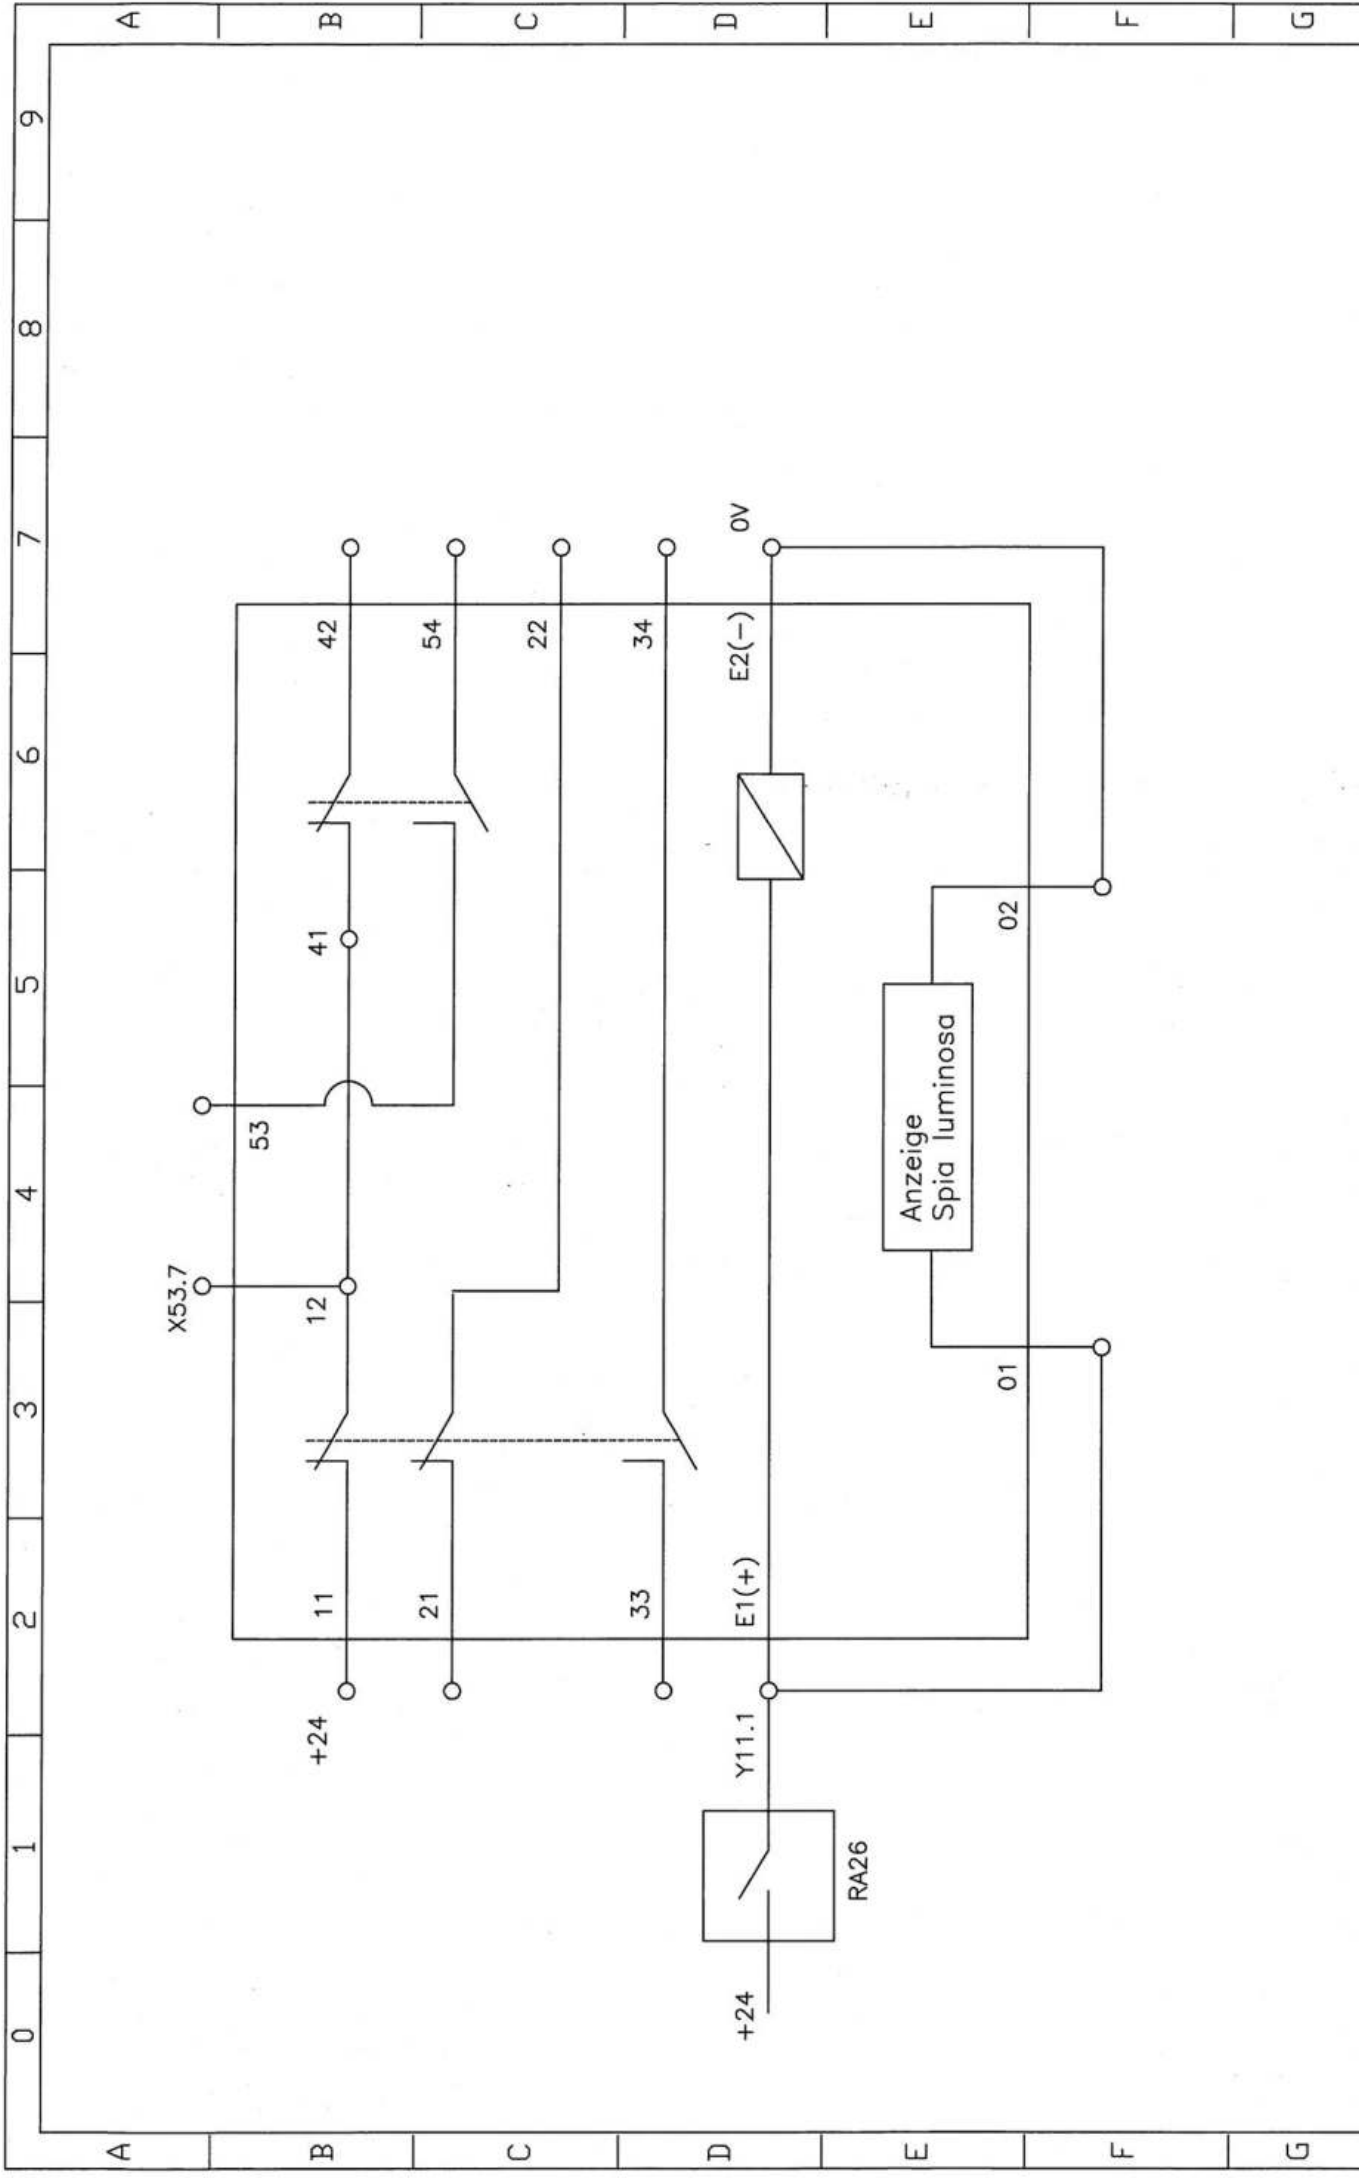 0 1 2 3 4 5 6 7 8 9
A A
B B
C C
D D
E E
F F
G G
X53.7
53
+24
11
12
41
42
21
54
22
33
34
+24
Y11.1
E1(+)
E2(-)
0V
RA26
Anzeige
Spia luminosa
01
02